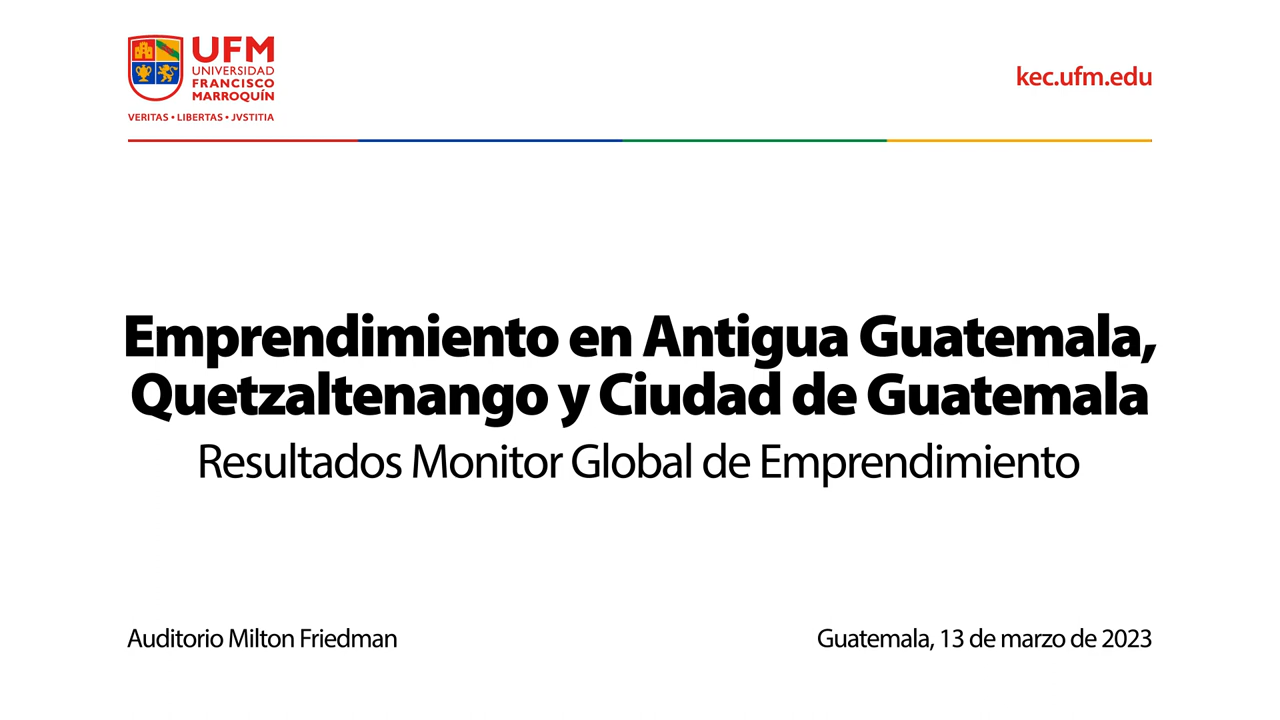 UFM
UNIVERSIDAD
FRANCISCO
MARROQUÍN
VERITAS • LIBERTAS • JVSTITIA
kec.ufm.edu
Emprendimiento en Antigua Guatemala,
Quetzaltenango y Ciudad de Guatemala
Resultados Monitor Global de Emprendimiento
Auditorio Milton Friedman
Guatemala, 13 de marzo de 2023